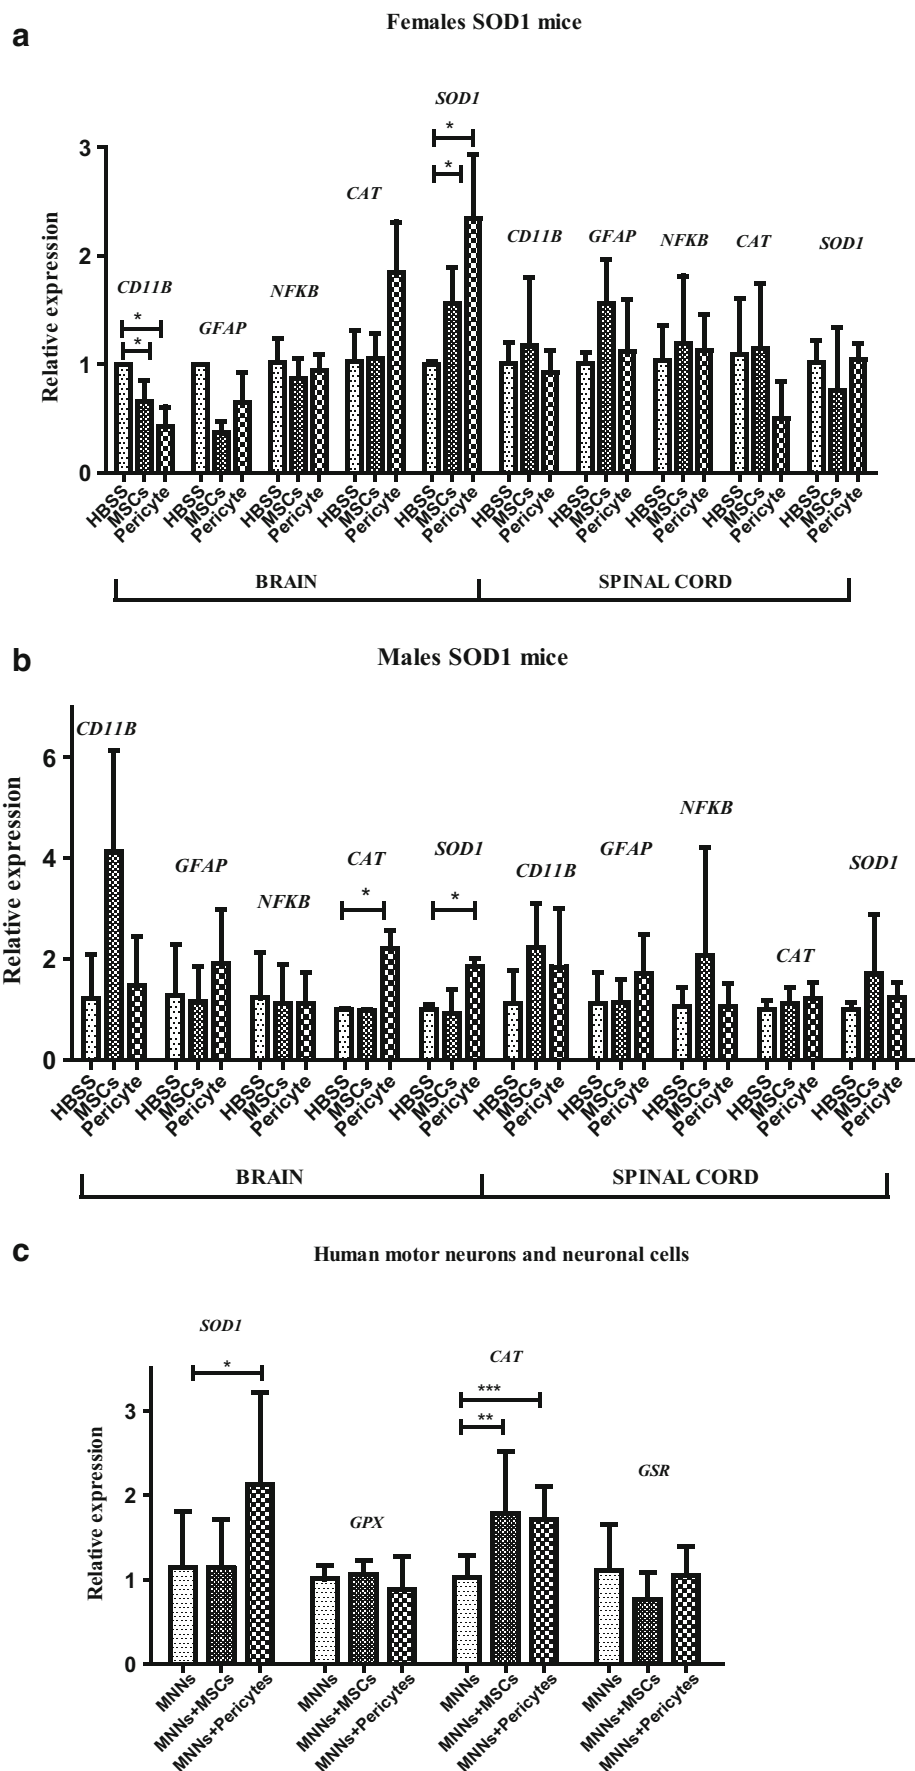 a
Females SOD1 mice
SOD1
* 
*
3
CAT
CD11B
GFAP
NFKB
CAT
SOD1
2
CD11B
NFKB
GFAP
*
*
1
0
Relative expression
HBSS MSCs Pericyte HBSS MSCs Pericyte HBSS MSCs Pericyte HBSS MSCs Pericyte HBSS MSCs Pericyte HBSS MSCs Pericyte HBSS MSCs Pericyte HBSS MSCs Pericyte HBSS MSCs Pericyte HBSS MSCs Pericyte
BRAIN SPINAL CORD
b
Males SOD1 mice
CD11B
6
NFKB
GFAP
CAT
SOD1
CD11B
GFAP
SOD1
4
NFKB
* *
CAT
2
0
Relative expression
HBSS MSCs Pericyte HBSS MSCs Pericyte HBSS MSCs Pericyte HBSS MSCs Pericyte HBSS MSCs Pericyte HBSS MSCs Pericyte HBSS MSCs Pericyte HBSS MSCs Pericyte HBSS MSCs Pericyte HBSS MSCs Pericyte
BRAIN SPINAL CORD
c
Human motor neurons and neuronal cells
SOD1
*
CAT
***
**
3
GSR
2
GPX
1
0
Relative expression
MNNs MNNs+MSCs MNNs+Pericytes MNNs MNNs+MSCs MNNs+Pericytes MNNs MNNs+MSCs MNNs+Pericytes MNNs MNNs+MSCs MNNs+Pericytes